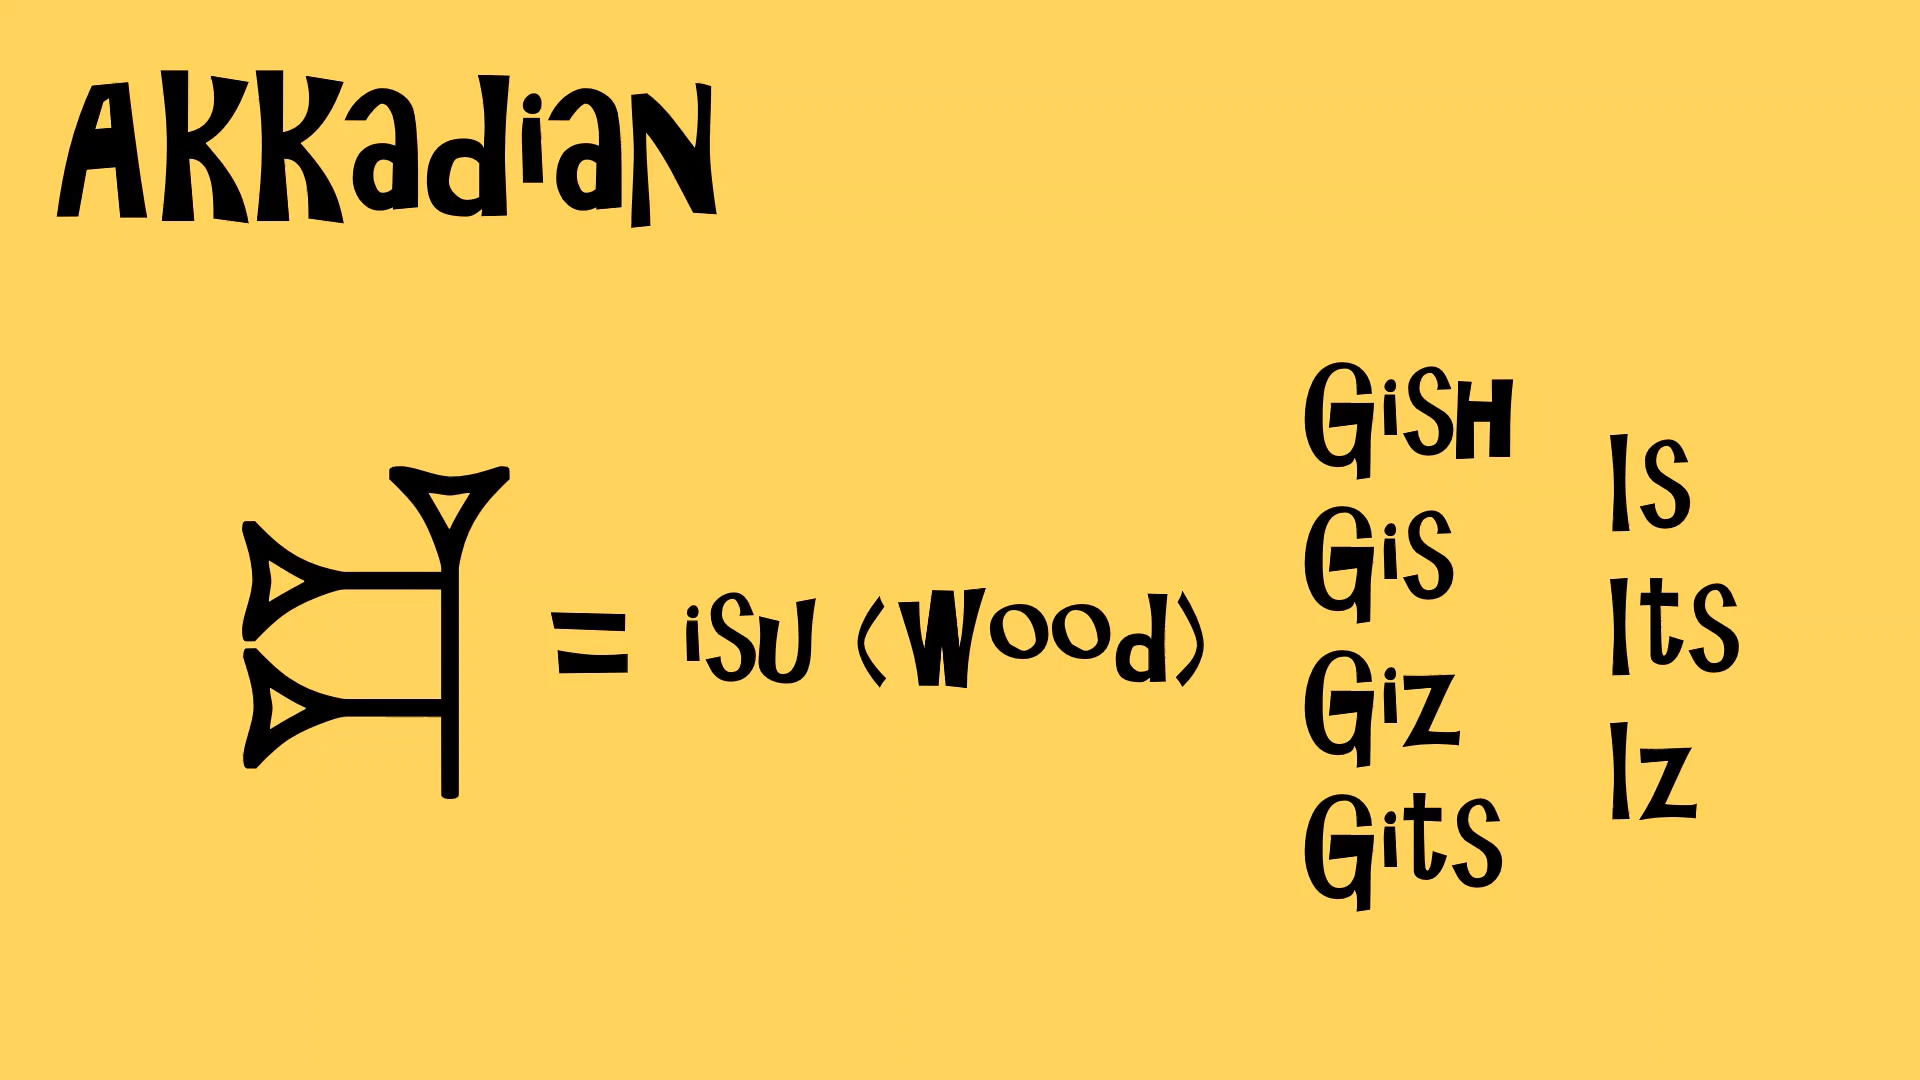 Akkadian
𒄑 = isu (wood)
Gish
Gis
Giz
Gits
Is
Its
Iz